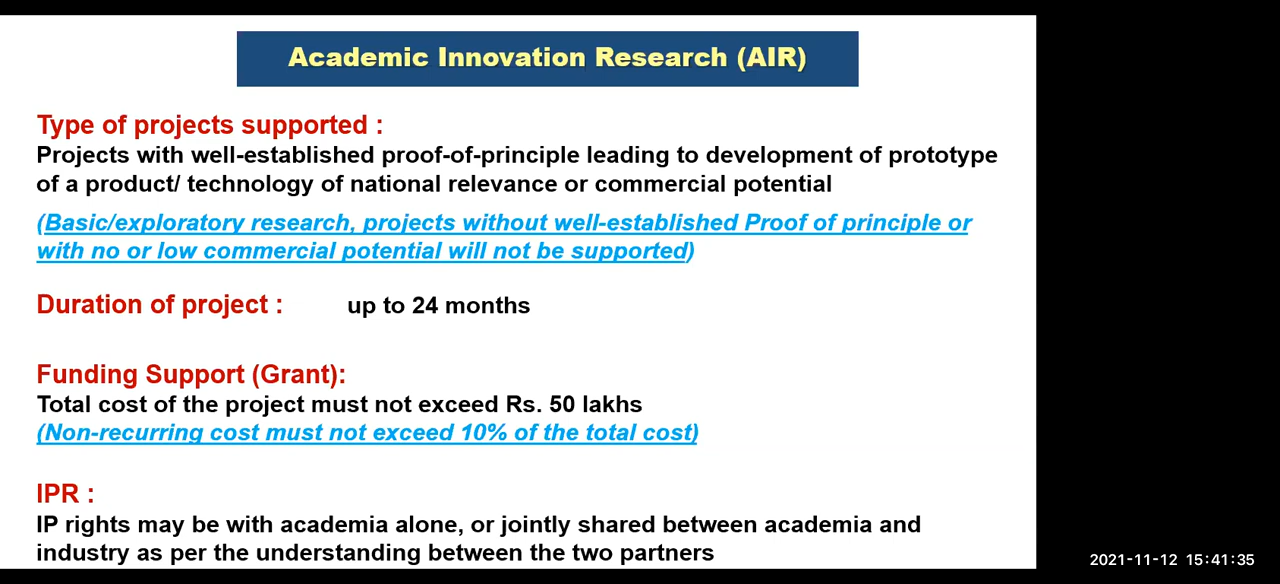 Academic Innovation Research (AIR)
Type of projects supported :
Projects with well-established proof-of-principle leading to development of prototype
of a product/ technology of national relevance or commercial potential
(Basic/exploratory research, projects without well-established Proof of principle or
with no or low commercial potential will not be supported)
Duration of project : up to 24 months
Funding Support (Grant):
Total cost of the project must not exceed Rs. 50 lakhs
(Non-recurring cost must not exceed 10% of the total cost)
IPR :
IP rights may be with academia alone, or jointly shared between academia and
industry as per the understanding between the two partners
2021-11-12 15:41:35